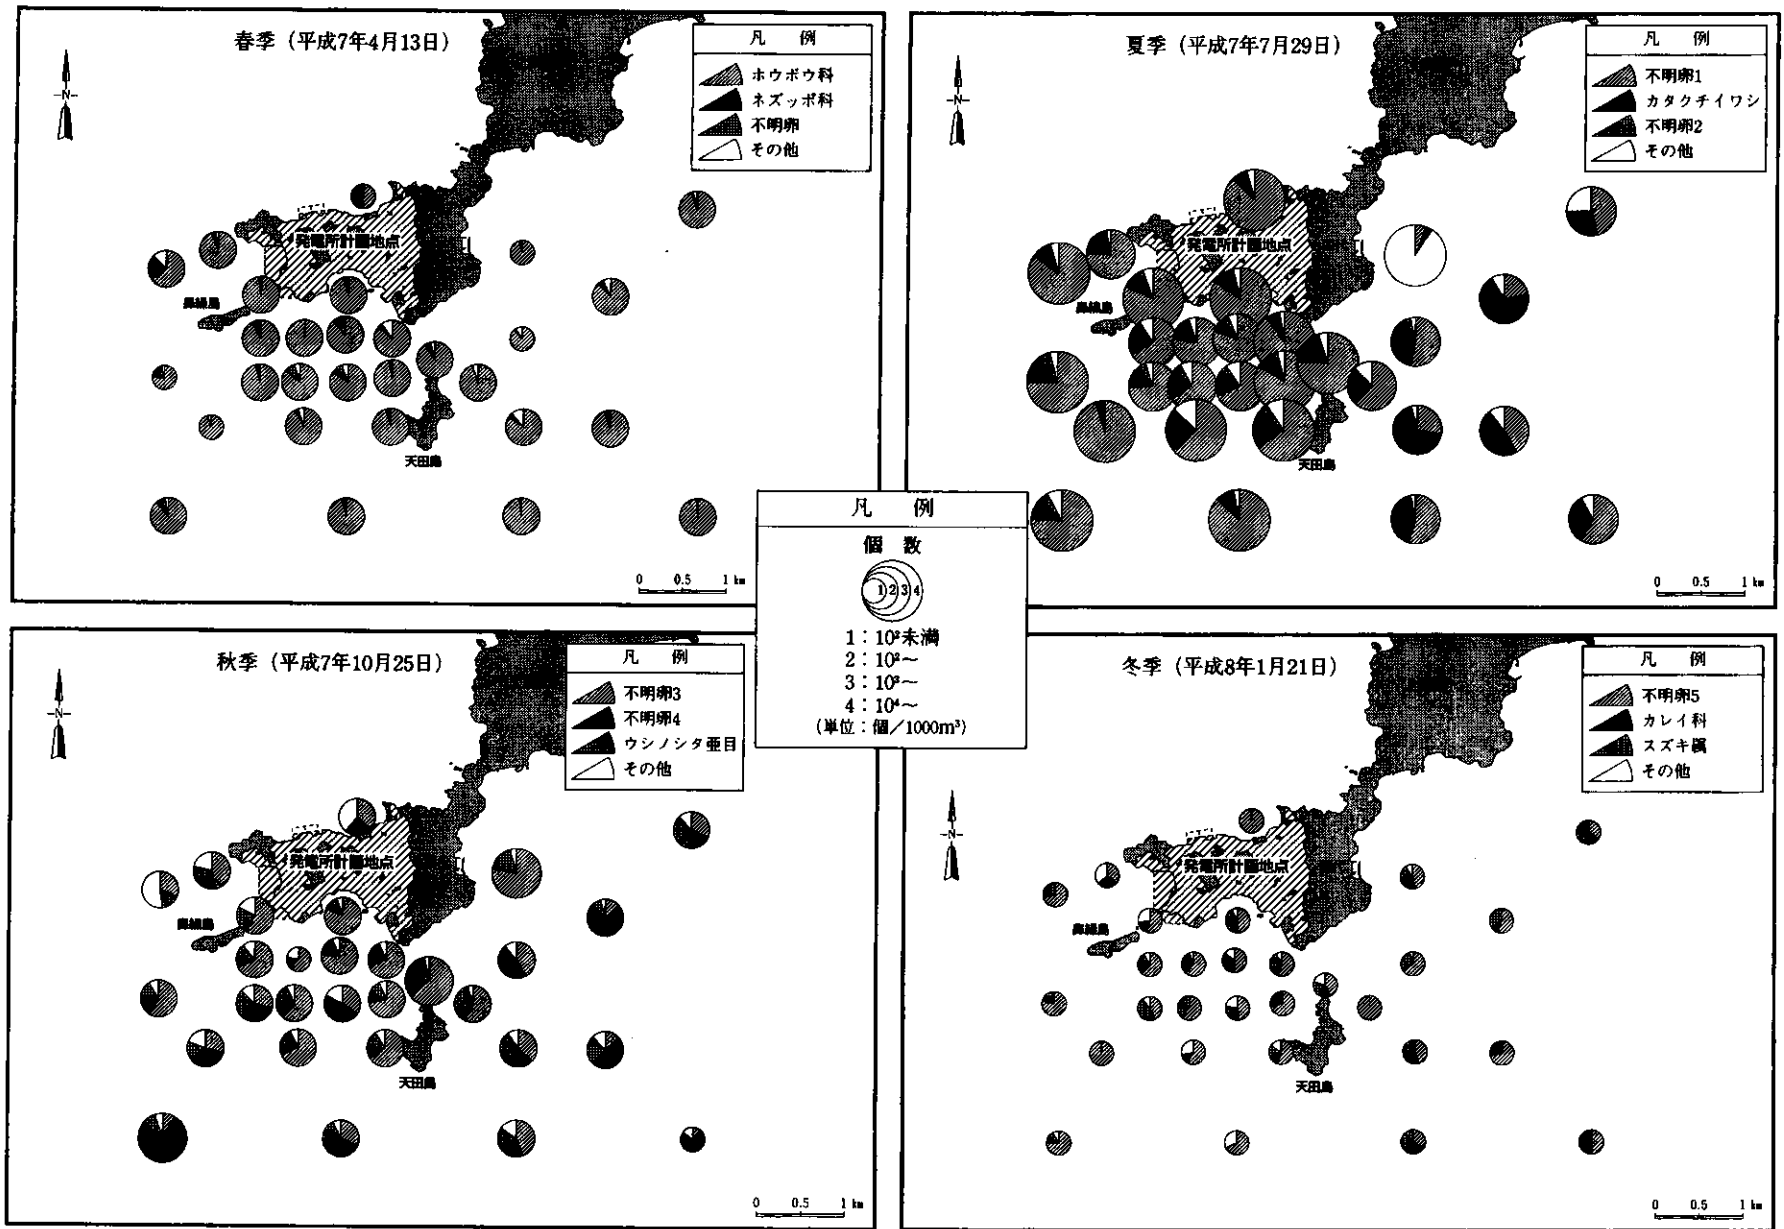 春季 (平成7年4月13日)
凡 例
ホウボウ科
ネズッポ科
不明卵
その他
N
発電所計画地点
天田島
0 0.5 1 km
夏季 (平成7年7月29日)
凡 例
不明卵1
カタクチイワシ
不明卵2
その他
N
発電所計画地点
天田島
0 0.5 1 km
凡 例
個 数
1 2 3 4
1:10²未満
2:10²~
3:10³~
4:10⁴~
(単位:個/1000m³)
秋季 (平成7年10月25日)
凡 例
不明卵3
不明卵4
ウシノシタ亜目
その他
N
発電所計画地点
天田島
0 0.5 1 km
冬季 (平成8年1月21日)
凡 例
不明卵5
カレイ科
スズキ属
その他
N
発電所計画地点
天田島
0 0.5 1 km